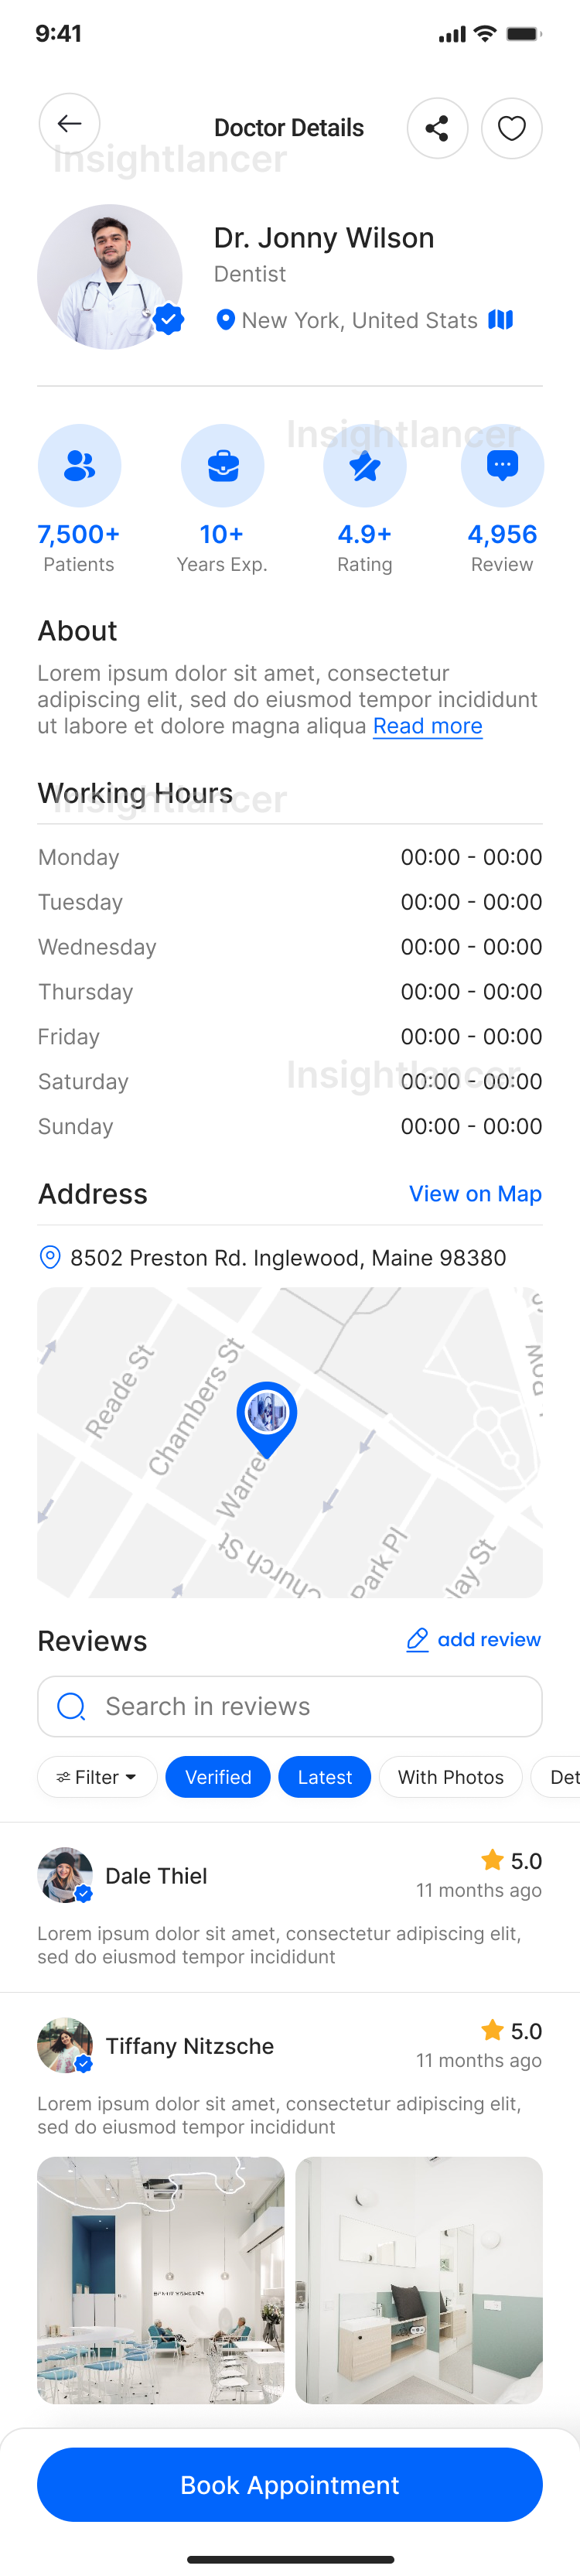 9:41
Doctor Details
Insightlancer
Dr. Jonny Wilson
Dentist
New York, United Stats
Insightlancer
7,500+
Patients
10+
Years Exp.
4.9+
Rating
4,956
Review
About
Lorem ipsum dolor sit amet, consectetur
adipiscing elit, sed do eiusmod tempor incididunt
ut labore et dolore magna aliqua Read more
Working Hours
Insightlancer
Monday 00:00 - 00:00
Tuesday 00:00 - 00:00
Wednesday 00:00 - 00:00
Thursday 00:00 - 00:00
Friday 00:00 - 00:00
Insightlancer
Saturday 00:00 - 00:00
Sunday 00:00 - 00:00
Address View on Map
8502 Preston Rd. Inglewood, Maine 98380
Reade St
Chambers St
Warre
Church St
Park Pl
lay St
Reviews add review
Search in reviews
Filter Verified Latest With Photos Det
Dale Thiel 5.0
11 months ago
Lorem ipsum dolor sit amet, consectetur adipiscing elit,
sed do eiusmod tempor incididunt
Tiffany Nitzsche 5.0
11 months ago
Lorem ipsum dolor sit amet, consectetur adipiscing elit,
sed do eiusmod tempor incididunt
Book Appointment